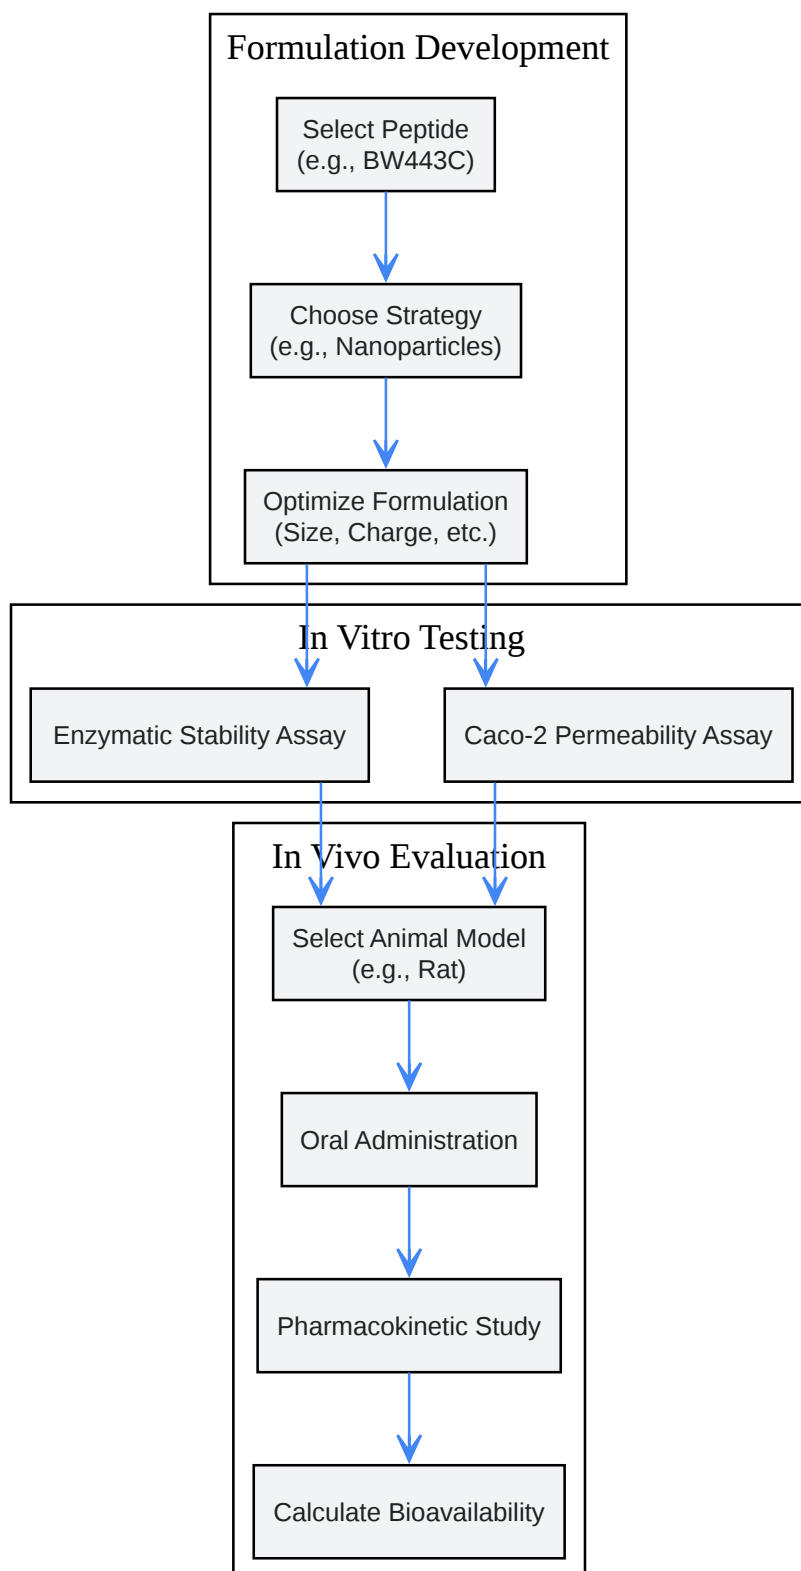 Formulation Development
Select Peptide
(e.g., BW443C)
Choose Strategy
(e.g., Nanoparticles)
Optimize Formulation
(Size, Charge, etc.)
In Vitro Testing
Enzymatic Stability Assay
Caco-2 Permeability Assay
In Vivo Evaluation
Select Animal Model
(e.g., Rat)
Oral Administration
Pharmacokinetic Study
Calculate Bioavailability